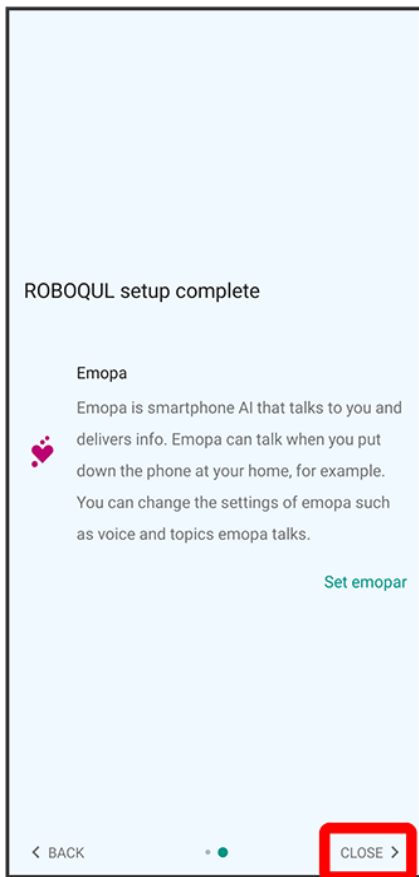 ROBOQUL setup complete
Emopa
Emopa is smartphone AI that talks to you and
delivers info. Emopa can talk when you put
down the phone at your home, for example.
You can change the settings of emopa such
as voice and topics emopa talks.
Set emopar
BACK
CLOSE